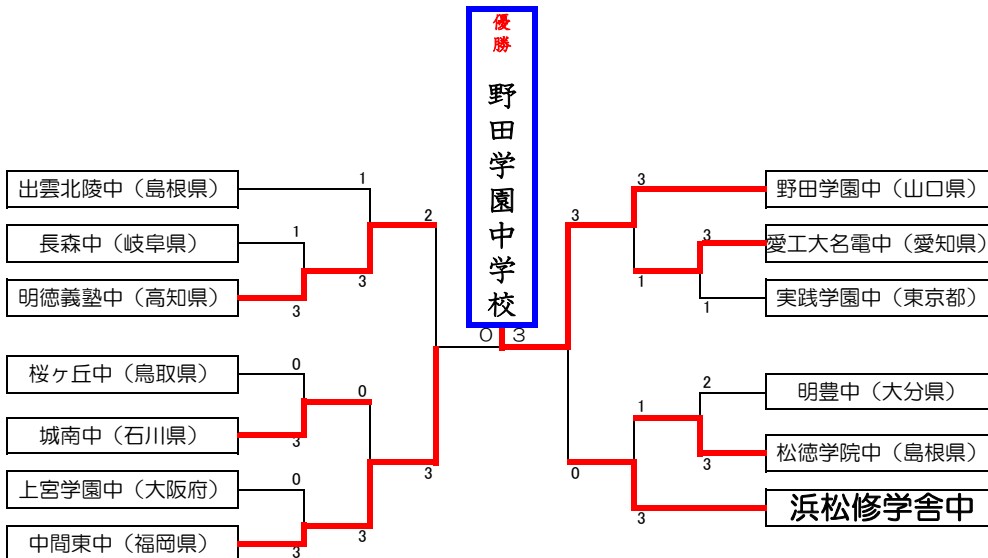 優勝
野田学園中学校
0 3
出雲北陵中（島根県）
1
長森中（岐阜県）
1
明徳義塾中（高知県）
3
3
2
桜ヶ丘中（鳥取県）
0
城南中（石川県）
3
0
上宮学園中（大阪府）
0
中間東中（福岡県）
3
3
3
野田学園中（山口県）
3
愛工大名電中（愛知県）
3
実践学園中（東京都）
1
1
3
明豊中（大分県）
2
松徳学院中（島根県）
3
1
浜松修学舎中
3
0